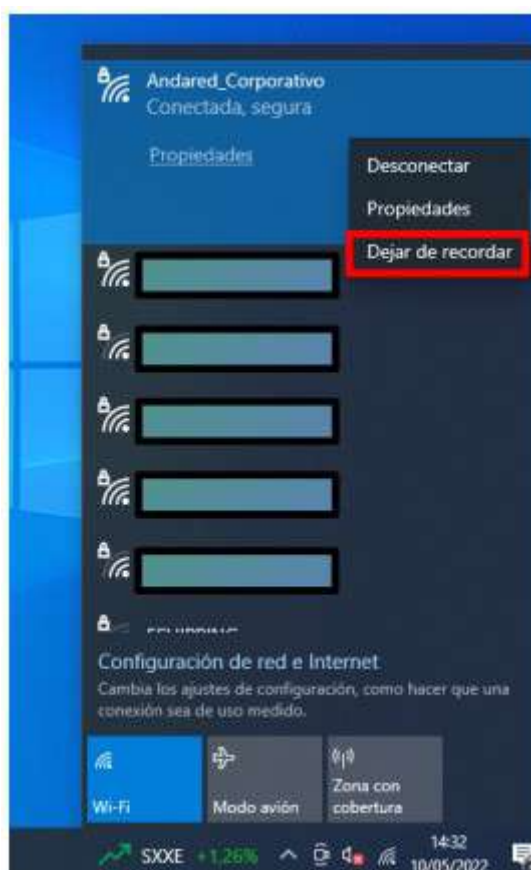 Andared_Corporativo
Conectada, segura
Propiedades
Desconectar
Propiedades
Dejar de recordar
Configuración de red e Internet
Cambia los ajustes de configuración, como hacer que una
conexión sea de uso medido.
Wi-Fi
Modo avión
Zona con
cobertura
SXXE +1,26%
14:32
10/05/2022